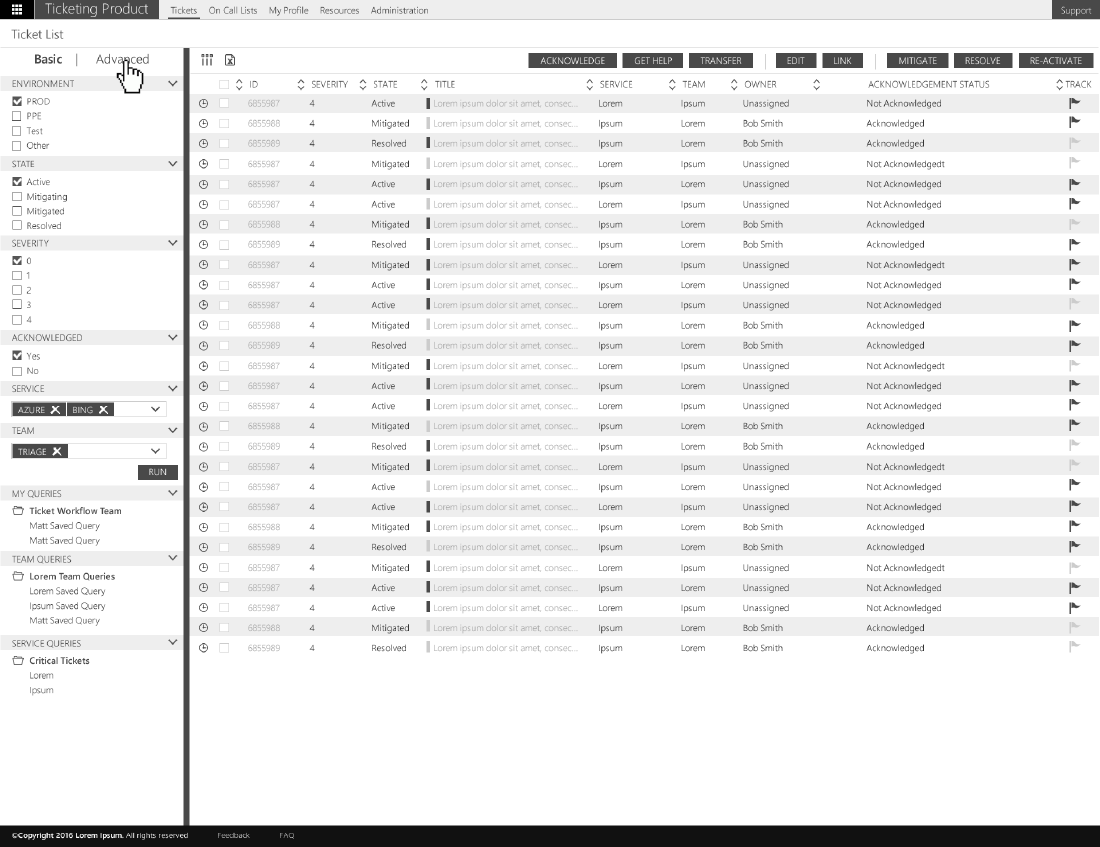 Ticketing Product Tickets On Call Lists My Profile Resources Administration Support
Ticket List
Basic | Advanced
ACKNOWLEDGE GET HELP TRANSFER EDIT LINK MITIGATE RESOLVE RE-ACTIVATE
ENVIRONMENT
PROD
PPE
Test
Other
STATE
Active
Mitigating
Mitigated
Resolved
SEVERITY
0
1
2
3
4
ACKNOWLEDGED
Yes
No
SERVICE
AZURE BING
TEAM
TRIAGE
RUN
MY QUERIES
Ticket Workflow Team
Matt Saved Query
Matt Saved Query
TEAM QUERIES
Lorem Team Queries
Lorem Saved Query
Ipsum Saved Query
Matt Saved Query
SERVICE QUERIES
Critical Tickets
Lorem
Ipsum
ID SEVERITY STATE TITLE SERVICE TEAM OWNER ACKNOWLEDGEMENT STATUS TRACK
6855987 4 Active Lorem ipsum dolor sit amet, consec... Lorem Ipsum Unassigned Not Acknowledged
6855988 4 Mitigated Lorem ipsum dolor sit amet, consec... Ipsum Lorem Bob Smith Acknowledged
6855989 4 Resolved Lorem ipsum dolor sit amet, consec... Ipsum Lorem Bob Smith Acknowledged
6855987 4 Mitigated Lorem ipsum dolor sit amet, consec... Lorem Ipsum Unassigned Not Acknowledgedt
6855987 4 Active Lorem ipsum dolor sit amet, consec... Ipsum Lorem Unassigned Not Acknowledged
6855987 4 Active Lorem ipsum dolor sit amet, consec... Lorem Ipsum Unassigned Not Acknowledged
6855988 4 Mitigated Lorem ipsum dolor sit amet, consec... Ipsum Lorem Bob Smith Acknowledged
6855989 4 Resolved Lorem ipsum dolor sit amet, consec... Ipsum Lorem Bob Smith Acknowledged
6855987 4 Mitigated Lorem ipsum dolor sit amet, consec... Lorem Ipsum Unassigned Not Acknowledgedt
6855987 4 Active Lorem ipsum dolor sit amet, consec... Ipsum Lorem Unassigned Not Acknowledged
6855987 4 Active Lorem ipsum dolor sit amet, consec... Lorem Ipsum Unassigned Not Acknowledged
6855988 4 Mitigated Lorem ipsum dolor sit amet, consec... Ipsum Lorem Bob Smith Acknowledged
6855989 4 Resolved Lorem ipsum dolor sit amet, consec... Ipsum Lorem Bob Smith Acknowledged
6855987 4 Mitigated Lorem ipsum dolor sit amet, consec... Lorem Ipsum Unassigned Not Acknowledgedt
6855987 4 Active Lorem ipsum dolor sit amet, consec... Ipsum Lorem Unassigned Not Acknowledged
6855987 4 Active Lorem ipsum dolor sit amet, consec... Lorem Ipsum Unassigned Not Acknowledged
6855988 4 Mitigated Lorem ipsum dolor sit amet, consec... Ipsum Lorem Bob Smith Acknowledged
6855989 4 Resolved Lorem ipsum dolor sit amet, consec... Ipsum Lorem Bob Smith Acknowledged
6855987 4 Mitigated Lorem ipsum dolor sit amet, consec... Lorem Ipsum Unassigned Not Acknowledgedt
6855987 4 Active Lorem ipsum dolor sit amet, consec... Ipsum Lorem Unassigned Not Acknowledged
6855987 4 Active Lorem ipsum dolor sit amet, consec... Lorem Ipsum Unassigned Not Acknowledged
6855988 4 Mitigated Lorem ipsum dolor sit amet, consec... Ipsum Lorem Bob Smith Acknowledged
6855989 4 Resolved Lorem ipsum dolor sit amet, consec... Ipsum Lorem Bob Smith Acknowledged
6855987 4 Mitigated Lorem ipsum dolor sit amet, consec... Lorem Ipsum Unassigned Not Acknowledgedt
6855987 4 Active Lorem ipsum dolor sit amet, consec... Ipsum Lorem Unassigned Not Acknowledged
6855987 4 Active Lorem ipsum dolor sit amet, consec... Lorem Ipsum Unassigned Not Acknowledged
6855988 4 Mitigated Lorem ipsum dolor sit amet, consec... Ipsum Lorem Bob Smith Acknowledged
6855989 4 Resolved Lorem ipsum dolor sit amet, consec... Ipsum Lorem Bob Smith Acknowledged
©Copyright 2016 Lorem Ipsum. All rights reserved Feedback FAQ